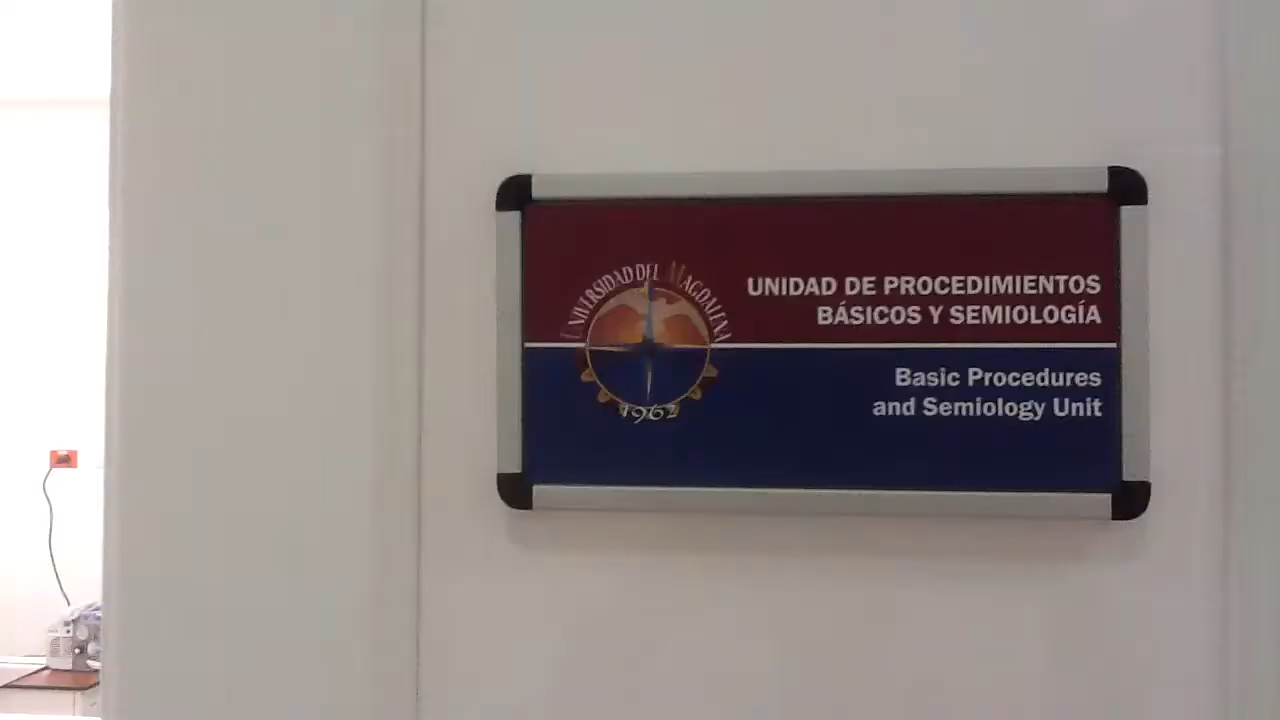 UNIVERSIDAD DEL MAGDALENA
1962
UNIDAD DE PROCEDIMIENTOS
BÁSICOS Y SEMIOLOGÍA
Basic Procedures
and Semiology Unit